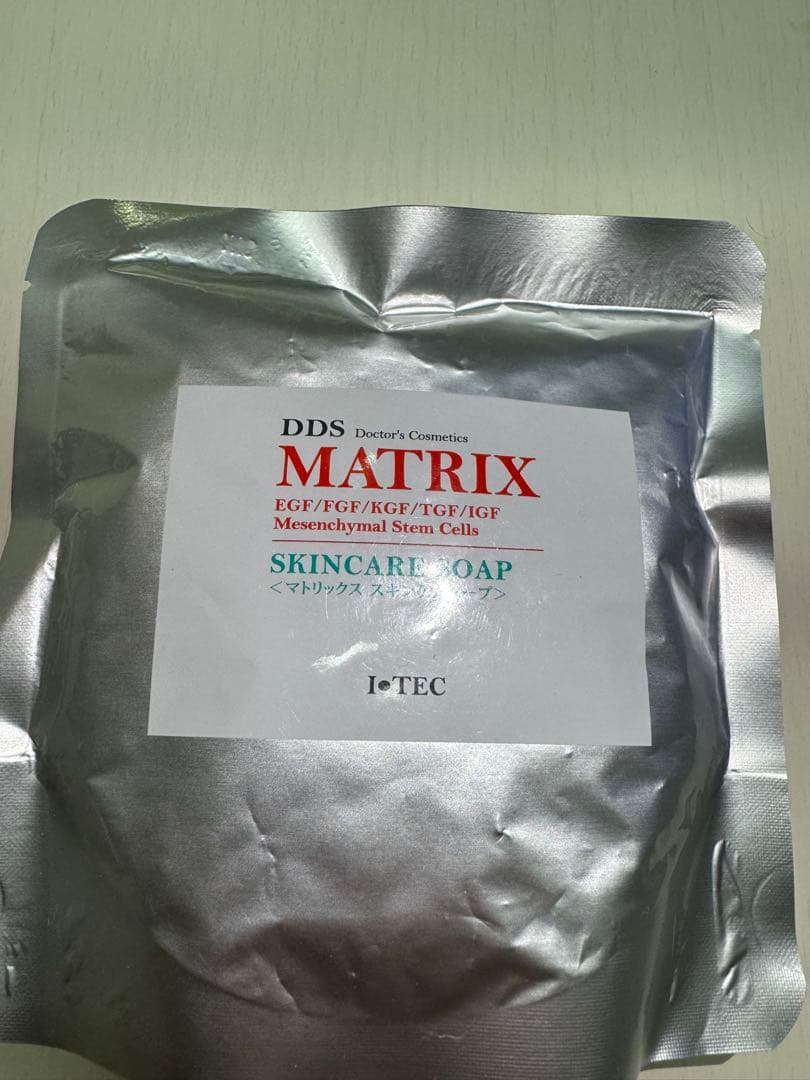 DDS Doctor's Cosmetics
MATRIX
EGF/FGF/KGF/TGF/IGF
Mesenchymal Stem Cells
SKINCARE SOAP
<マトリックス
I•TEC